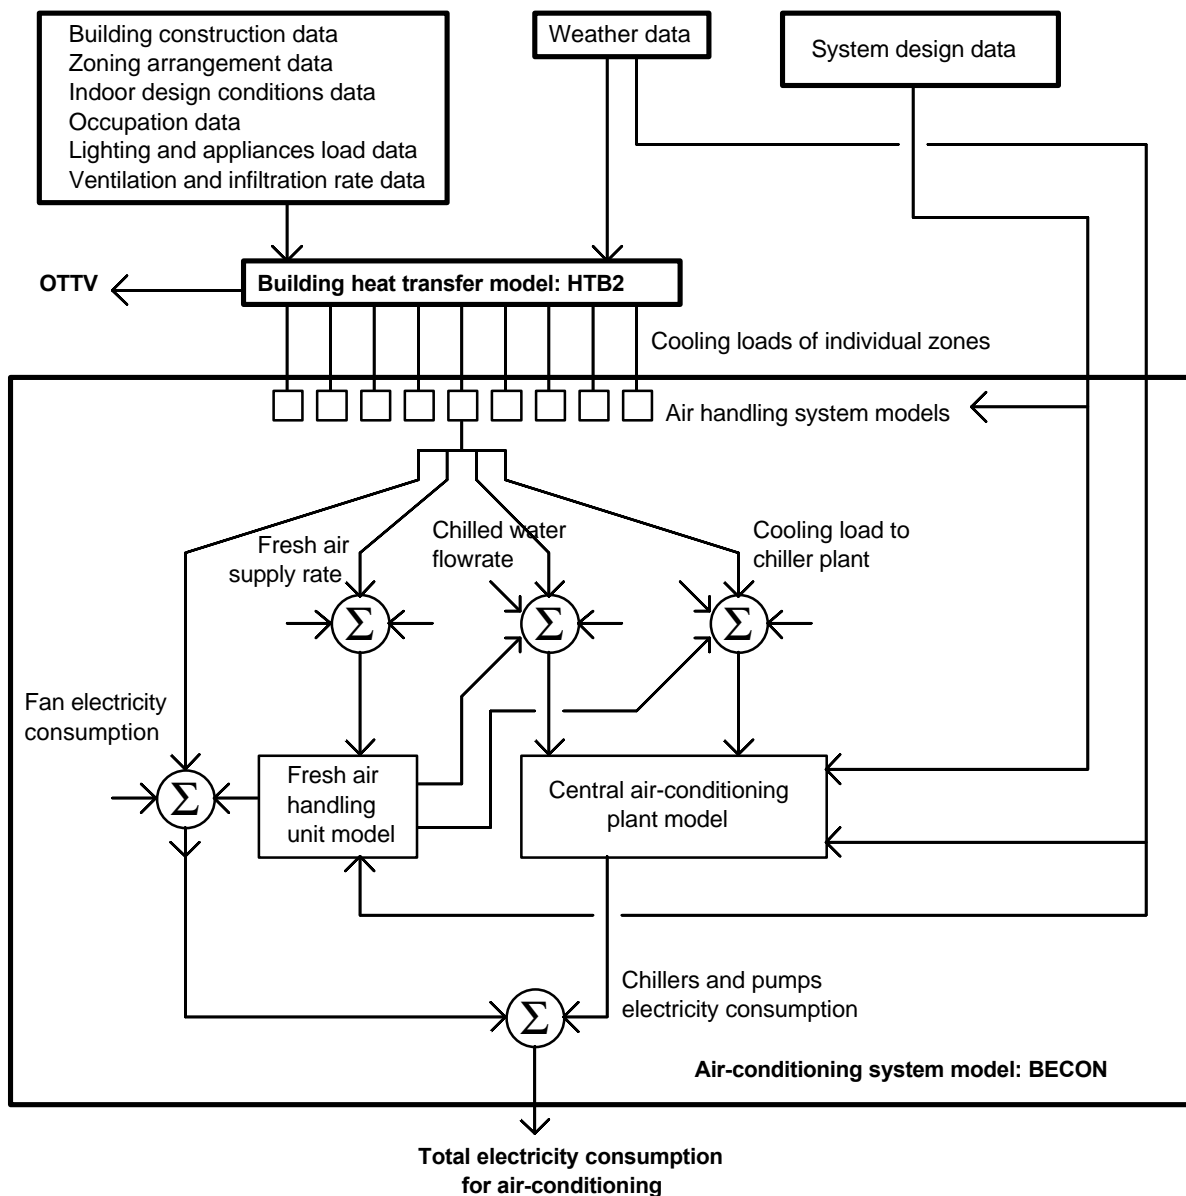 Building construction data
Zoning arrangement data
Indoor design conditions data
Occupation data
Lighting and appliances load data
Ventilation and infiltration rate data
Weather data
System design data
OTTV
Building heat transfer model: HTB2
Cooling loads of individual zones
Air handling system models
Fresh air
supply rate
Chilled water
flowrate
Cooling load to
chiller plant
Σ
Σ
Σ
Fan electricity
consumption
Σ
Fresh air
handling
unit model
Central air-conditioning
plant model
Chillers and pumps
electricity consumption
Σ
Air-conditioning system model: BECON
Total electricity consumption
for air-conditioning